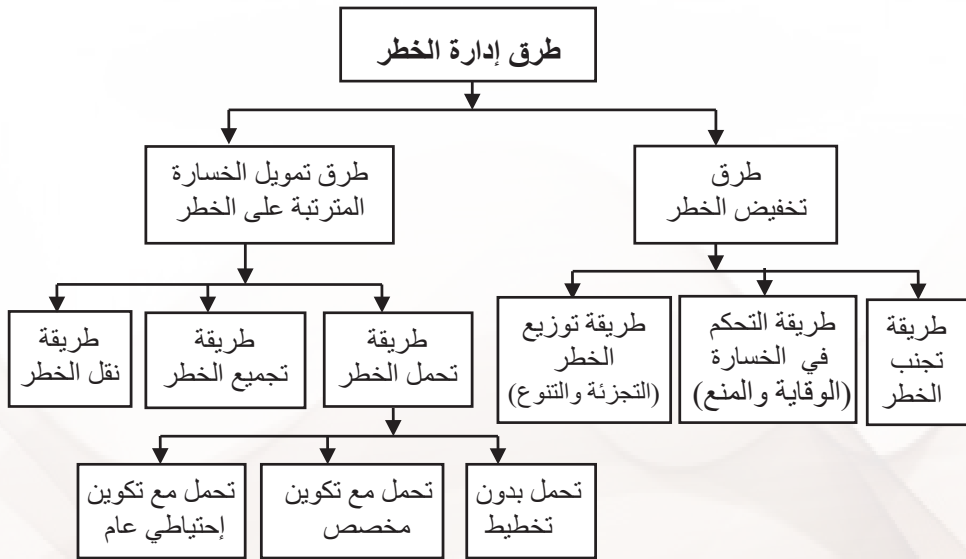 طرق إدارة الخطر
طرق
تخفيض الخطر
طرق تمويل الخسارة
المترتبة على الخطر
طريقة
تجنب
الخطر
طريقة التحكم
في الخسارة
(الوقاية والمنع)
طريقة توزيع
الخطر
(التجزئة والتنوع)
طريقة
تحمل الخطر
طريقة
تجميع الخطر
طريقة
نقل الخطر
تحمل بدون
تخطيط
تحمل مع تكوين
مخصص
تحمل مع تكوين
إحتياطي عام